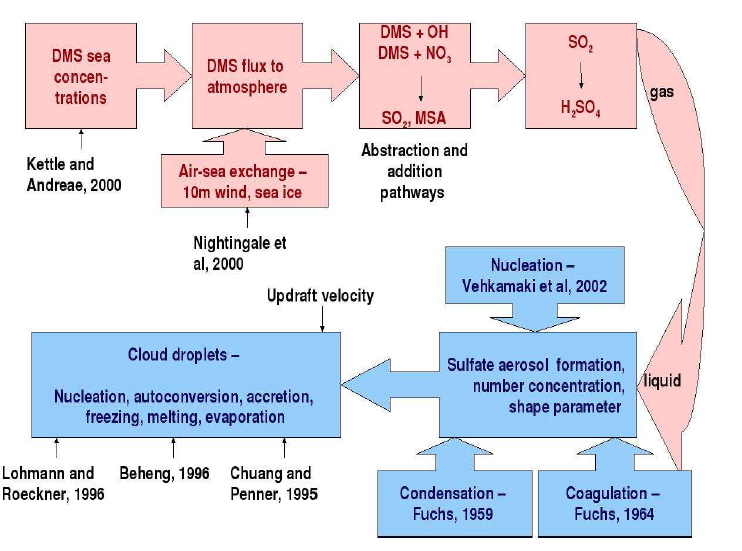 DMS sea
concen-
trations
DMS flux to
atmosphere
DMS + OH
DMS + NO3
SO2, MSA
SO2
H2SO4
gas
Kettle and
Andreae, 2000
Air-sea exchange –
10m wind, sea ice
Abstraction and
addition
pathways
Nightingale et
al, 2000
Nucleation –
Vehkamaki et al, 2002
Updraft velocity
Cloud droplets –
Nucleation, autoconversion, accretion,
freezing, melting, evaporation
Sulfate aerosol formation,
number concentration,
shape parameter
liquid
Lohmann and
Roeckner, 1996
Beheng, 1996
Chuang and
Penner, 1995
Condensation –
Fuchs, 1959
Coagulation –
Fuchs, 1964